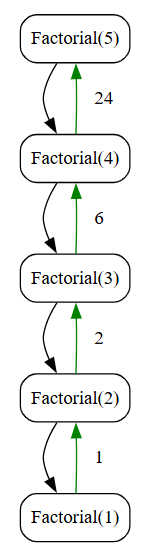 Factorial(5)
24
Factorial(4)
6
Factorial(3)
2
Factorial(2)
1
Factorial(1)